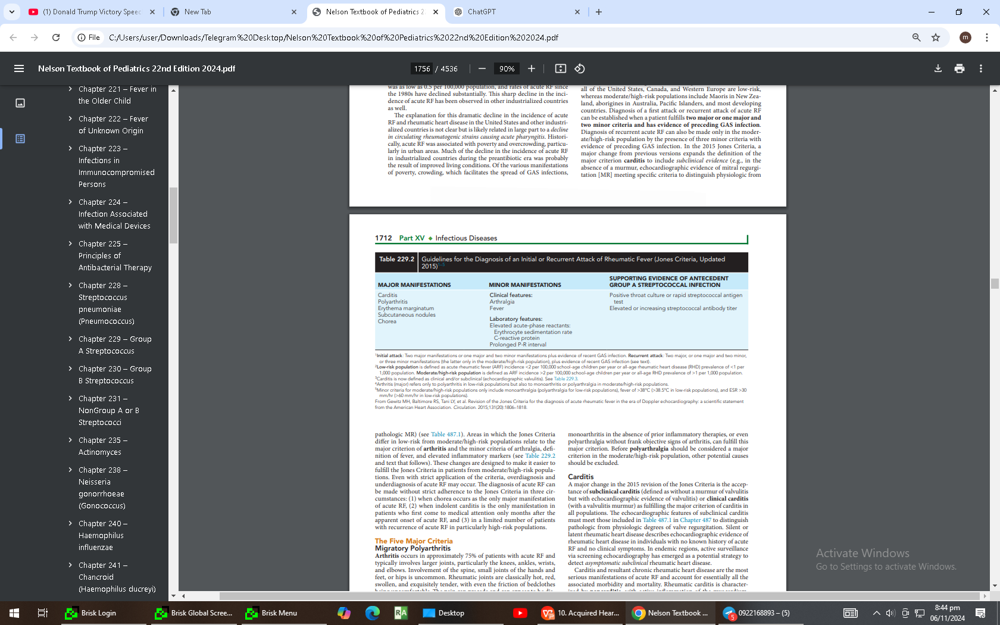 (1) Donald Trump Victory Speec
New Tab
Nelson Textbook of Pediatrics 2
ChatGPT
File
C:/Users/user/Downloads/Telegram%20Desktop/Nelson%20Textbook%20of%20Pediatrics%2022nd%20Edition%202024.pdf
m
Nelson Textbook of Pediatrics 22nd Edition 2024.pdf
1756 / 4536
90%
Chapter 221 – Fever in
the Older Child
Chapter 222 – Fever
of Unknown Origin
Chapter 223 –
Infections in
Immunocompromised
Persons
Chapter 224 –
Infection Associated
with Medical Devices
Chapter 225 –
Principles of
Antibacterial Therapy
Chapter 228 –
Streptococcus
pneumoniae
(Pneumococcus)
Chapter 229 – Group
A Streptococcus
Chapter 230 – Group
B Streptococcus
Chapter 231 –
NonGroup A or B
Streptococci
Chapter 235 –
Actinomyces
Chapter 238 –
Neisseria
gonorrhoeae
(Gonococcus)
Chapter 240 –
Haemophilus
influenzae
Chapter 241 –
Chancroid
(Haemophilus ducreyi)
was as low as 0.5 per 100,000 population, and rates of acute RF since
the 1980s have declined substantially. This sharp decline in the inci-
dence of acute RF has been observed in other industrialized countries
as well.
The explanation for this dramatic decline in the incidence of acute
RF and rheumatic heart disease in the United States and other industri-
alized countries is not clear but is likely related in large part to a decline
in circulating rheumatogenic strains causing acute pharyngitis. Histori-
cally, acute RF was associated with poverty and overcrowding, particu-
larly in urban areas. Much of the decline in the incidence of acute RF
in industrialized countries during the preantibiotic era was probably
the result of improved living conditions. Of the various manifestations
of poverty, crowding, which facilitates the spread of GAS infections,
all of the United States, Canada, and Western Europe are low-risk,
whereas moderate/high-risk populations include Maoris in New Zea-
land, aborigines in Australia, Pacific Islanders, and most developing
countries. Diagnosis of a first attack or recurrent attack of acute RF
can be established when a patient fulfills two major or one major and
two minor criteria and has evidence of preceding GAS infection.
Diagnosis of recurrent acute RF can also be made only in the moder-
ate/high-risk population by the presence of three minor criteria with
evidence of preceding GAS infection. In the 2015 Jones Criteria, a
major change from previous versions expands the definition of the
major criterion carditis to include subclinical evidence (e.g., in the
absence of a murmur, echocardiographic evidence of mitral regurgi-
tation [MR] meeting specific criteria to distinguish physiologic from
1712 Part XV ◆ Infectious Diseases
Table 229.2 Guidelines for the Diagnosis of an Initial or Recurrent Attack of Rheumatic Fever (Jones Criteria, Updated
2015)1-5
MAJOR MANIFESTATIONS
Carditis
Polyarthritis
Erythema marginatum
Subcutaneous nodules
Chorea
MINOR MANIFESTATIONS
Clinical features:
Arthralgia
Fever
Laboratory features:
Elevated acute-phase reactants:
Erythrocyte sedimentation rate
C-reactive protein
Prolonged P-R interval
SUPPORTING EVIDENCE OF ANTECEDENT
GROUP A STREPTOCOCCAL INFECTION
Positive throat culture or rapid streptococcal antigen
test
Elevated or increasing streptococcal antibody titer
1Initial attack: Two major manifestations or one major and two minor manifestations plus evidence of recent GAS infection. Recurrent attack: Two major, or one major and two minor,
or three minor manifestations (the latter only in the moderate/high-risk population), plus evidence of recent GAS infection (see text).
2Low-risk population is defined as acute rheumatic fever (ARF) incidence <2 per 100,000 school-age children per year or all-age rheumatic heart disease (RHD) prevalence of <1 per
1,000 population. Moderate/high-risk population is defined as ARF incidence >2 per 100,000 school-age children per year or all-age RHD prevalence of >1 per 1,000 population.
3Carditis is now defined as clinical and/or subclinical (echocardiographic valvulitis). See Table 229.3.
4Arthritis (major) refers only to polyarthritis in low-risk populations but also to monoarthritis or polyarthralgia in moderate/high-risk populations.
5Minor criteria for moderate/high-risk populations only include monoarthralgia (polyarthralgia for low-risk populations), fever of >38°C (>38.5°C in low-risk populations), and ESR >30
mm/hr (>60 mm/hr in low-risk populations).
From Gewitz MH, Baltimore RS, Tani LY, et al. Revision of the Jones Criteria for the diagnosis of acute rheumatic fever in the era of Doppler echocardiography: a scientific statement
from the American Heart Association. Circulation. 2015;131(20):1806–1818.
pathologic MR) (see Table 487.1). Areas in which the Jones Criteria
differ in low-risk from moderate/high-risk populations relate to the
major criterion of arthritis and the minor criteria of arthralgia, defi-
nition of fever, and elevated inflammatory markers (see Table 229.2
and text that follows). These changes are designed to make it easier to
fulfill the Jones Criteria in patients from moderate/high-risk popula-
tions. Even with strict application of the criteria, overdiagnosis and
underdiagnosis of acute RF may occur. The diagnosis of acute RF can
be made without strict adherence to the Jones Criteria in three cir-
cumstances: (1) when chorea occurs as the only major manifestation
of acute RF, (2) when indolent carditis is the only manifestation in
patients who first come to medical attention only months after the
apparent onset of acute RF, and (3) in a limited number of patients
with recurrence of acute RF in particularly high-risk populations.
The Five Major Criteria
Migratory Polyarthritis
Arthritis occurs in approximately 75% of patients with acute RF and
typically involves larger joints, particularly the knees, ankles, wrists,
and elbows. Involvement of the spine, small joints of the hands and
feet, or hips is uncommon. Rheumatic joints are classically hot, red,
swollen, and exquisitely tender, with even the friction of bedclothes
monoarthritis in the absence of prior inflammatory therapies, or even
polyarthralgia without frank objective signs of arthritis, can fulfill this
major criterion. Before polyarthralgia should be considered a major
criterion in the moderate/high-risk population, other potential causes
should be excluded.
Carditis
A major change in the 2015 revision of the Jones Criteria is the accep-
tance of subclinical carditis (defined as without a murmur of valvulitis
but with echocardiographic evidence of valvulitis) or clinical carditis
(with a valvulitis murmur) as fulfilling the major criterion of carditis in
all populations. The echocardiographic features of subclinical carditis
must meet those included in Table 487.1 in Chapter 487 to distinguish
pathologic from physiologic degrees of valve regurgitation. Silent or
latent rheumatic heart disease describes echocardiographic evidence of
rheumatic heart disease in individuals with no known history of acute
RF and no clinical symptoms. In endemic regions, active surveillance
via screening echocardiography has emerged as a potential strategy to
detect asymptomatic subclinical rheumatic heart disease.
Carditis and resultant chronic rheumatic heart disease are the most
serious manifestations of acute RF and account for essentially all the
associated morbidity and mortality. Rheumatic carditis is character-
Activate Windows
Go to Settings to activate Windows.
Brisk Login
Brisk Global Scree...
Brisk Menu
RA
Desktop
10. Acquired Hear...
Nelson Textbook ...
5
0922168893 – (5)
8:44 pm
06/11/2024